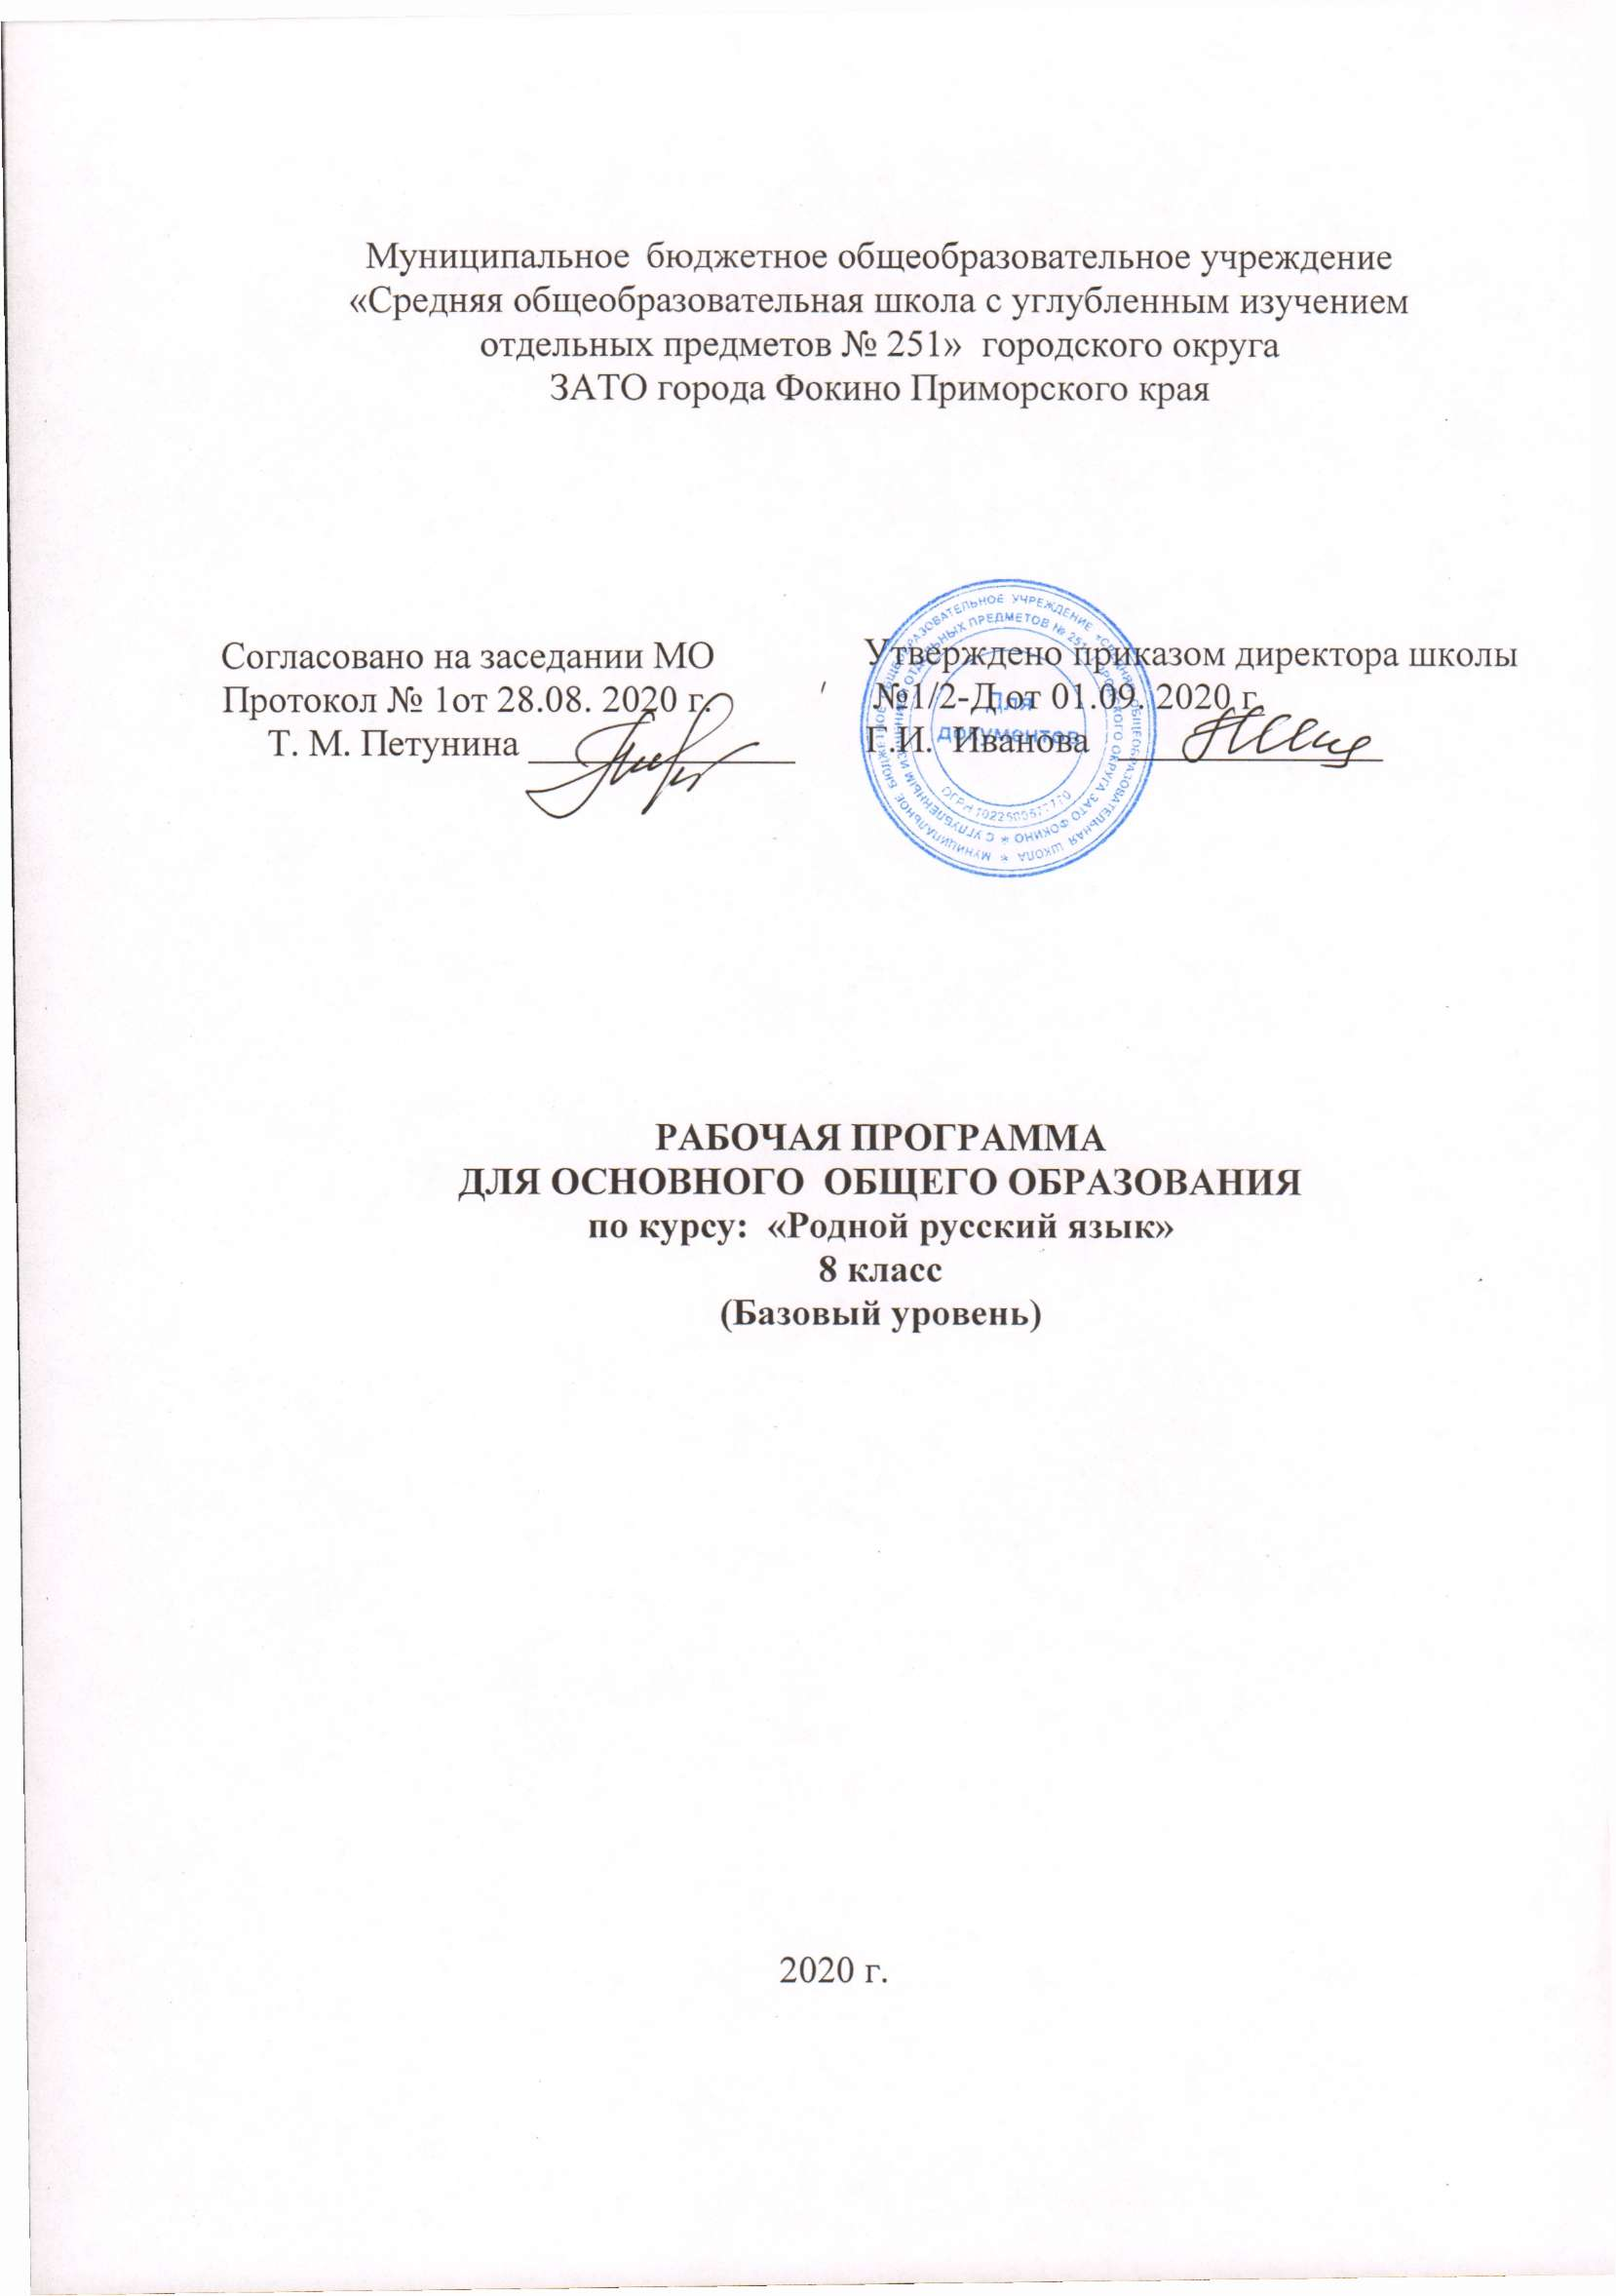 Муниципальное бюджетное общеобразовательное учреждение
«Средняя общеобразовательная школа с углубленным изучением
отдельных предметов № 251» городского округа
ЗАТО города Фокино Приморского края
Согласовано на заседании МО
Протокол № 1от 28.08. 2020 г.
Т. М. Петунина
Утверждено приказом директора школы
№1/2-Д от 01.09. 2020 г.
Г.И. Иванова
Для
документов
РАБОЧАЯ ПРОГРАММА
ДЛЯ ОСНОВНОГО ОБЩЕГО ОБРАЗОВАНИЯ
по курсу: «Родной русский язык»
8 класс
(Базовый уровень)
2020 г.